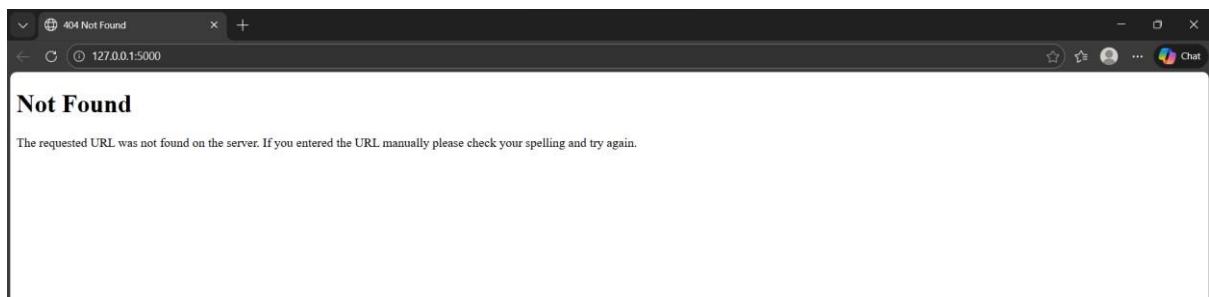 404 Not Found
127.0.0.1:5000
Chat
Not Found
The requested URL was not found on the server. If you entered the URL manually please check your spelling and try again.